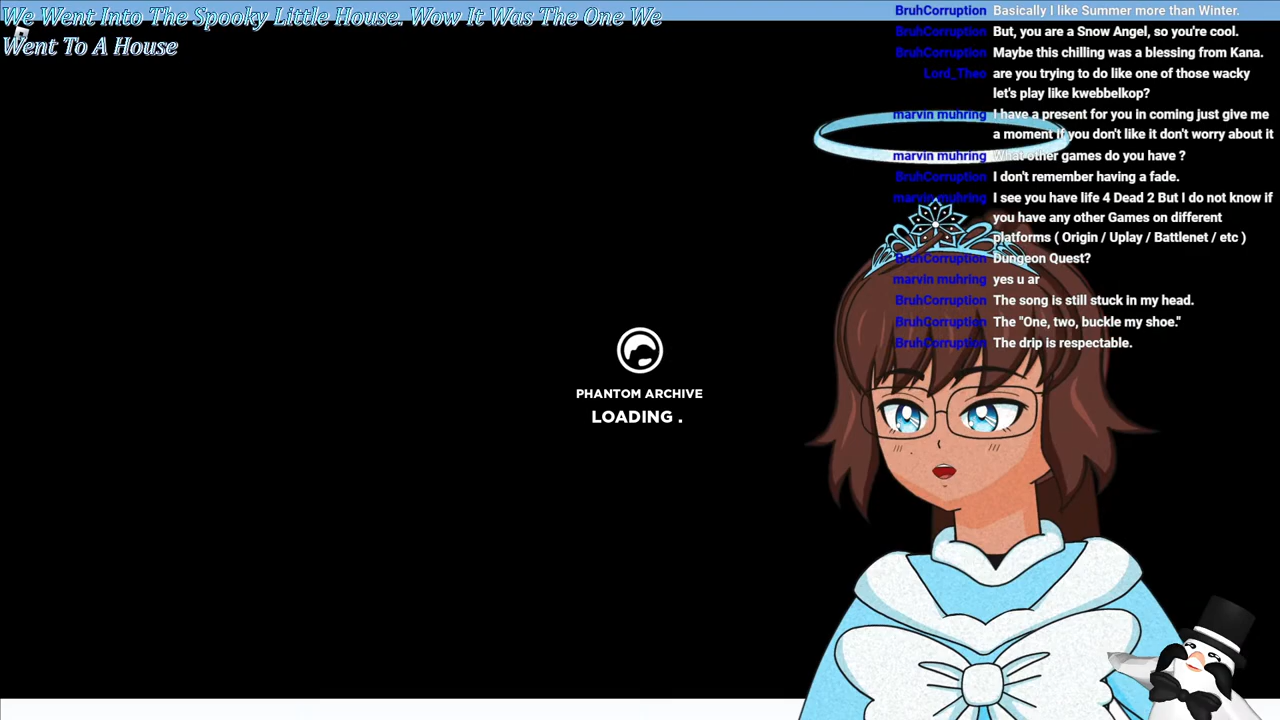 We Went Into The Spooky Little House. Wow It Was The One We
Went To A House
BruhCorruption Basically I like Summer more than Winter.
BruhCorruption But, you are a Snow Angel, so you're cool.
BruhCorruption Maybe this chilling was a blessing from Kana.
Lord_Theo are you trying to do like one of those wacky
let's play like kwebbelkop?
marvin muhring I have a present for you in coming just give me
a moment if you don't like it don't worry about it
marvin muhring What other games do you have ?
BruhCorruption I don't remember having a fade.
marvin muhring I see you have life 4 Dead 2 But I do not know if
you have any other Games on different
platforms ( Origin / Uplay / Battlenet / etc )
BruhCorruption Dungeon Quest?
marvin muhring yes u ar
BruhCorruption The song is still stuck in my head.
BruhCorruption The "One, two, buckle my shoe."
BruhCorruption The drip is respectable.
PHANTOM ARCHIVE
LOADING .